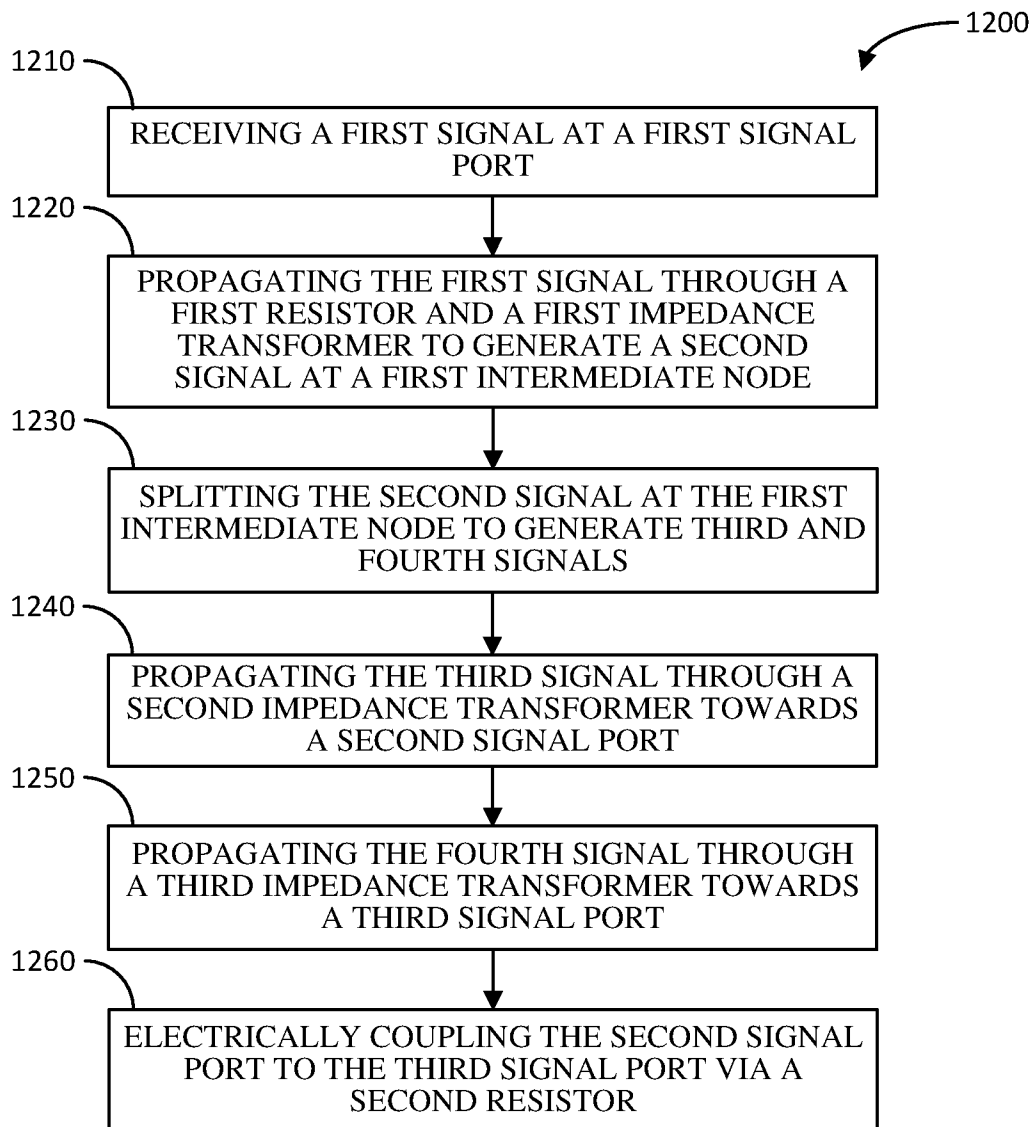 1200
1210
RECEIVING A FIRST SIGNAL AT A FIRST SIGNAL
PORT
1220
PROPAGATING THE FIRST SIGNAL THROUGH A
FIRST RESISTOR AND A FIRST IMPEDANCE
TRANSFORMER TO GENERATE A SECOND
SIGNAL AT A FIRST INTERMEDIATE NODE
1230
SPLITTING THE SECOND SIGNAL AT THE FIRST
INTERMEDIATE NODE TO GENERATE THIRD AND
FOURTH SIGNALS
1240
PROPAGATING THE THIRD SIGNAL THROUGH A
SECOND IMPEDANCE TRANSFORMER TOWARDS
A SECOND SIGNAL PORT
1250
PROPAGATING THE FOURTH SIGNAL THROUGH
A THIRD IMPEDANCE TRANSFORMER TOWARDS
A THIRD SIGNAL PORT
1260
ELECTRICALLY COUPLING THE SECOND SIGNAL
PORT TO THE THIRD SIGNAL PORT VIA A
SECOND RESISTOR